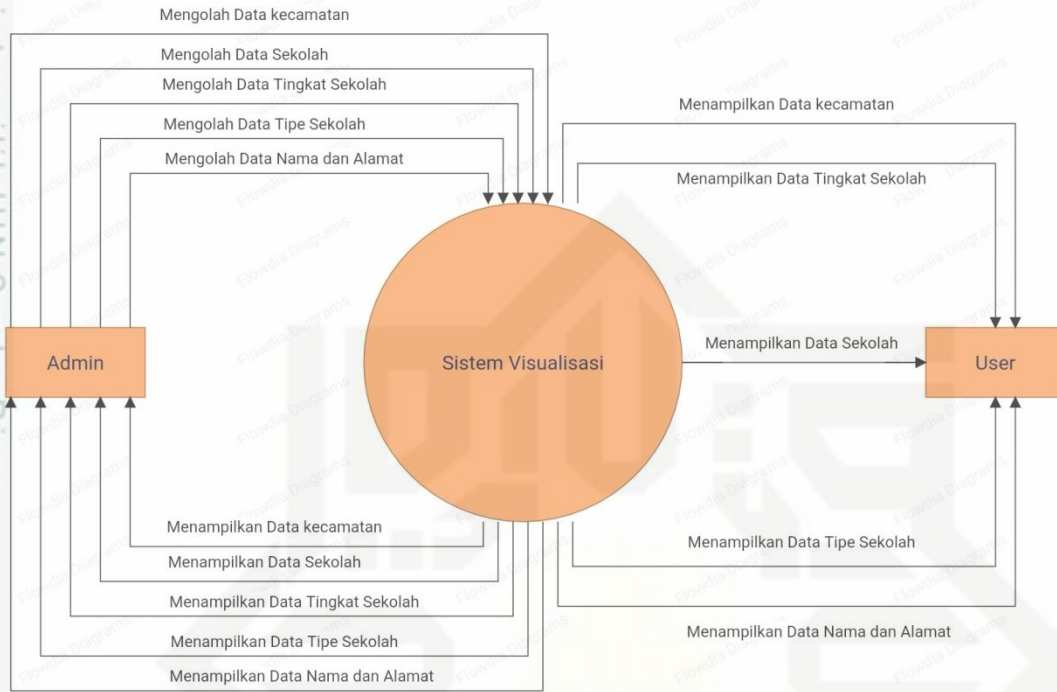 Mengolah Data kecamatan
Mengolah Data Sekolah
Mengolah Data Tingkat Sekolah
Mengolah Data Tipe Sekolah
Mengolah Data Nama dan Alamat
Menampilkan Data kecamatan
Menampilkan Data Tingkat Sekolah
Admin
Sistem Visualisasi
Menampilkan Data Sekolah
User
Menampilkan Data kecamatan
Menampilkan Data Sekolah
Menampilkan Data Tingkat Sekolah
Menampilkan Data Tipe Sekolah
Menampilkan Data Nama dan Alamat
Menampilkan Data Tipe Sekolah
Menampilkan Data Nama dan Alamat
Flowdia Diagrams